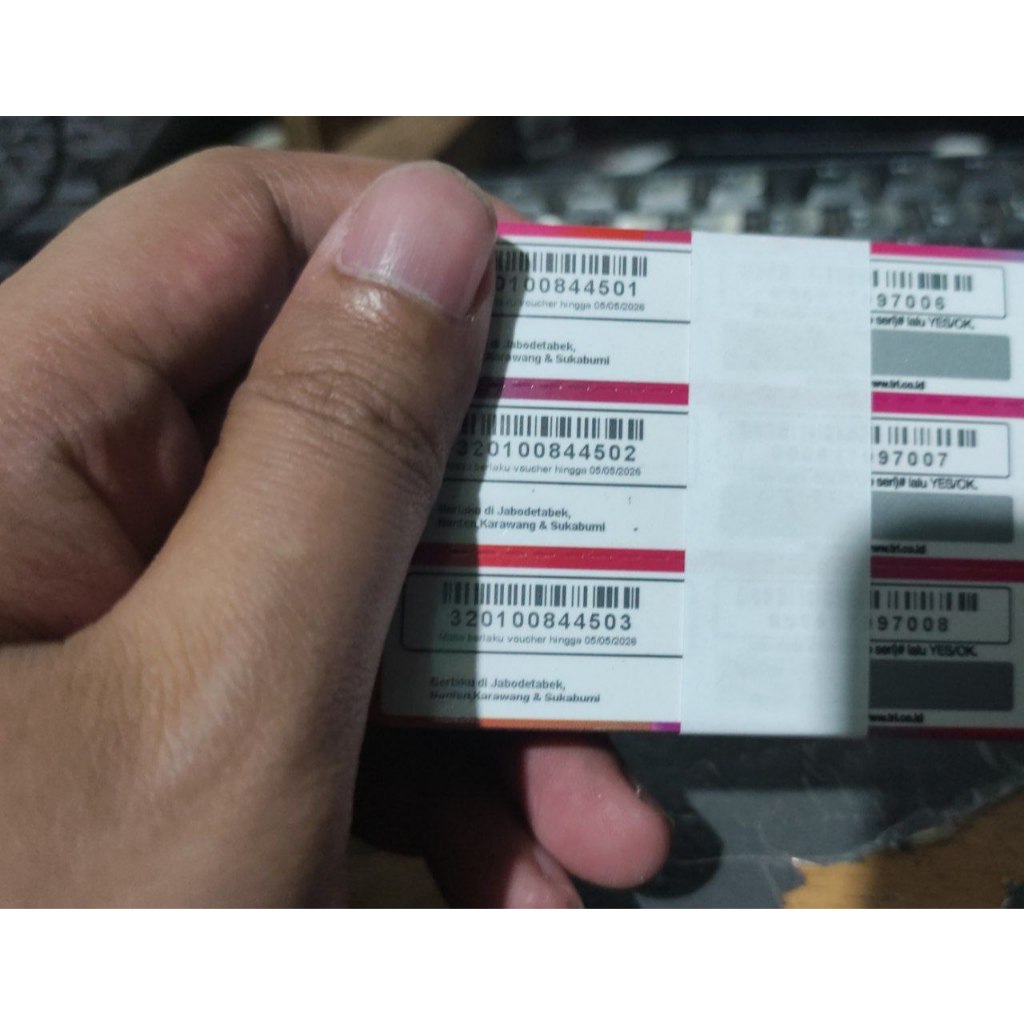 0100844501
voucher hingga 05/05/2026
di Jabodetabek,
Karawang & Sukabumi
320100844502
berlaku voucher hingga 05/05/2026
Berlaku di Jabodetabek,
Banten,Karawang & Sukabumi
320100844503
Masa berlaku voucher hingga 05/05/2026
Berlaku di Jabodetabek,
Banten,Karawang & Sukabumi
97006
seri)# lalu YES/OK.
www.tri.co.id
97007
seri)# lalu YES/OK.
www.tri.co.id
97008
seri)# lalu YES/OK.
www.tri.co.id